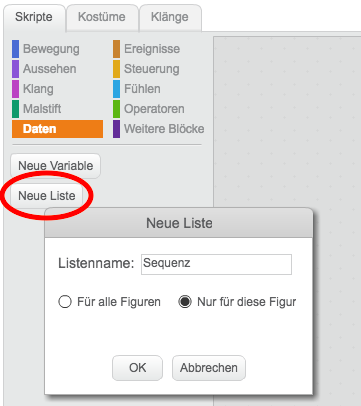 Skripte Kostüme Klänge
Bewegung Ereignisse
Aussehen Steuerung
Klang Fühlen
Malstift Operatoren
Daten Weitere Blöcke
Neue Variable
Neue Liste
Neue Liste
Listenname: Sequenz
Für alle Figuren Nur für diese Figur
OK Abbrechen